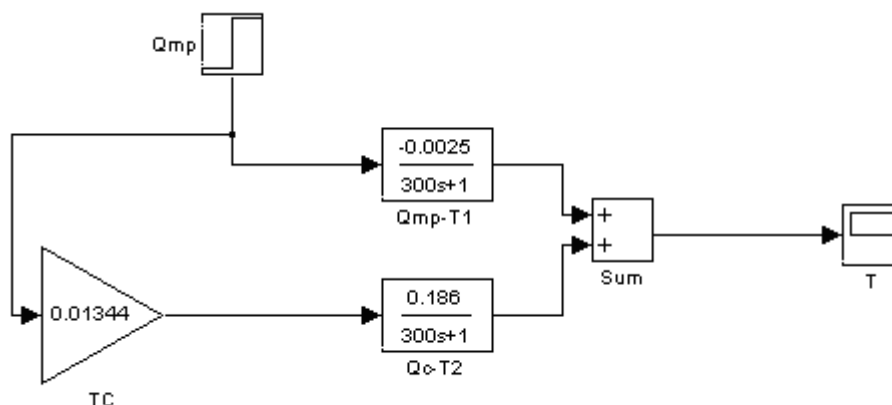 Qmp
-0.0025
300s+1
Qmp-T1
+
+
Sum
T
0.01344
TC
0.186
300s+1
Qc-T2